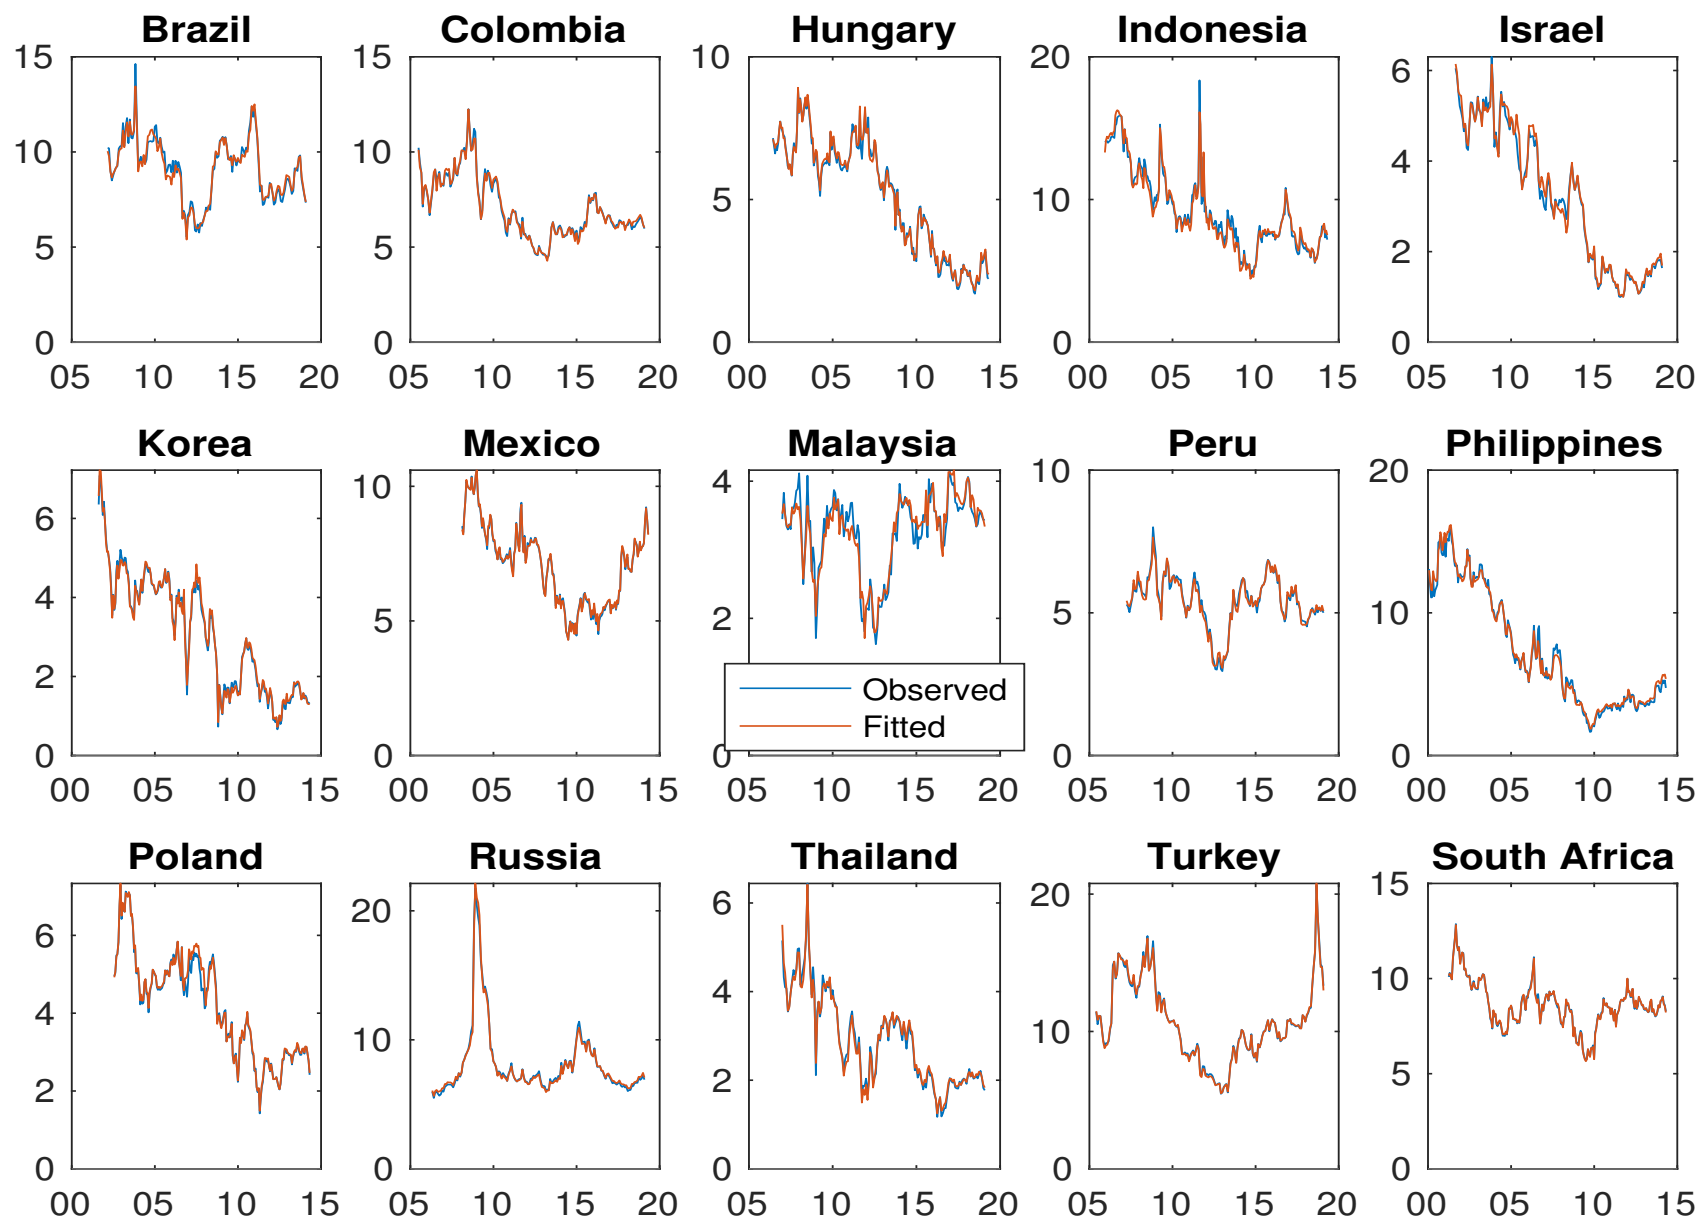 Brazil Colombia Hungary Indonesia Israel
15 15 10 20 6
10 10 5 10 4
5 5 0 0 2
0 0 0
05 10 15 20 05 10 15 20 00 05 10 15 00 05 10 15 05 10 15 20
Korea Mexico Malaysia Peru Philippines
6 10 4 10 20
4 5 2 5 10
2 0 0 0 0
0
Observed
Fitted
00 05 10 15 00 05 10 15 05 10 15 20 05 10 15 20 00 05 10 15
Poland Russia Thailand Turkey South Africa
6 20 6 20 15
4 10 4 10 10
2 0 2 0 5
0 0 0
00 05 10 15 05 10 15 20 05 10 15 20 05 10 15 20 00 05 10 15